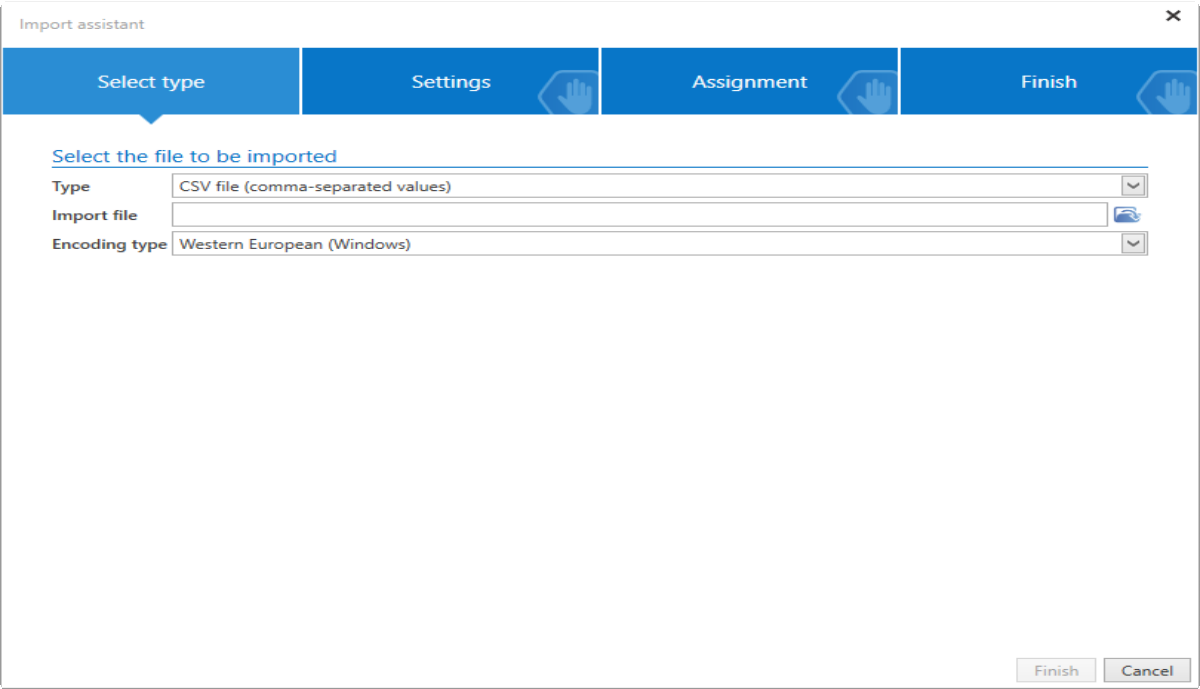 Import assistant
Select type Settings Assignment Finish
Select the file to be imported
Type CSV file (comma-separated values)
Import file
Encoding type Western European (Windows)
Finish Cancel